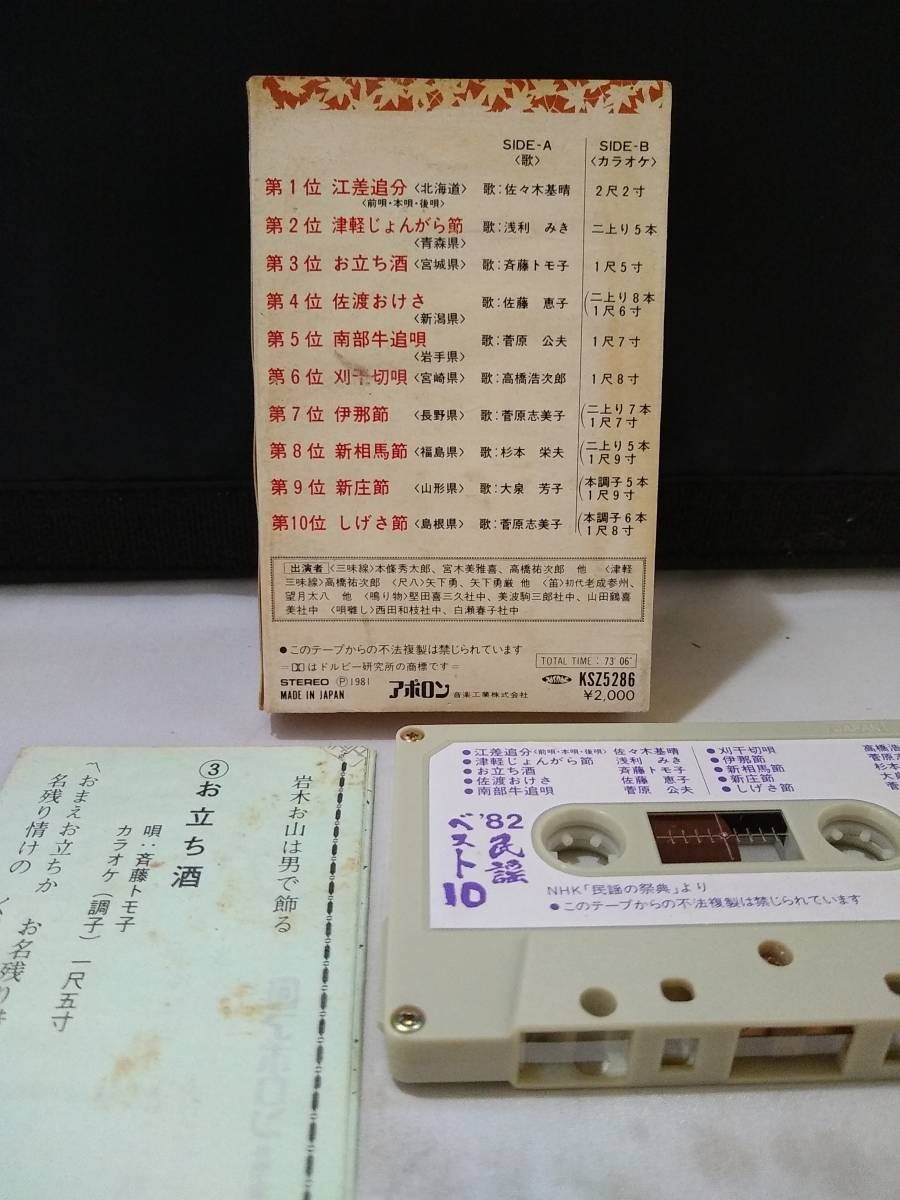 SIDE-A
〈歌〉
SIDE-B
〈カラオケ〉
第1位 江差追分〈北海道〉 歌:佐々木基晴 2尺2寸
〈前唄・本唄・後唄〉
第2位 津軽じょんがら節 歌:浅利 みき 二上り5本
〈青森県〉
第3位 お立ち酒〈宮城県〉 歌:斉藤トモ子 1尺5寸
第4位 佐渡おけさ 歌:佐藤 恵子 (二上り8本
1尺6寸
〈新潟県〉
第5位 南部牛追唄 歌:菅原 公夫 1尺7寸
〈岩手県〉
第6位 刈干切唄〈宮崎県〉 歌:高橋浩次郎 1尺8寸
第7位 伊那節 〈長野県〉 歌:菅原志美子 (二上り7本
1尺7寸
第8位 新相馬節〈福島県〉 歌:杉本 栄夫 (二上り5本
1尺9寸
第9位 新庄節 〈山形県〉 歌:大泉 芳子 (本調子5本
1尺9寸
第10位 しげさ節〈島根県〉 歌:菅原志美子 (本調子6本
1尺8寸
出演者 〈三味線〉本條秀太郎、宮木美雅喜、高橋祐次郎 他 〈津軽
三味線〉高橋祐次郎 〈尺八〉矢下勇、矢下勇厳 他 〈笛〉初代老成参州、
望月太八 他 〈鳴り物〉堅田喜三久社中、美波駒三郎社中、山田鶴喜
美社中 〈唄囃し〉西田和枝社中、白瀬春子社中
●このテープからの不法複製は禁じられています
=はドルビー研究所の商標です=
TOTAL TIME:73'06"
STEREO Ⓟ1981
MADE IN JAPAN
アポロン 音楽工業株式会社
KSZ5286
¥2,000
●江差追分〈前唄・本唄・後唄〉 佐々木基晴
●津軽じょんがら節 浅利 みき
●お立ち酒 斉藤トモ子
●佐渡おけさ 佐藤 恵子
●南部牛追唄 菅原 公夫
●刈干切唄 高橋浩
●伊那節 菅原志
●新相馬節 杉本
●新庄節 大泉
●しげさ節 菅
'82民謡
ベスト10
NHK「民謡の祭典」より
●このテープからの不法複製は禁じられています
岩木お山は男で飾る
③お立ち酒
唄:斉藤トモ子
カラオケ(調子)一尺五寸
〽おまえお立ちか お名残り
名残り情けの く